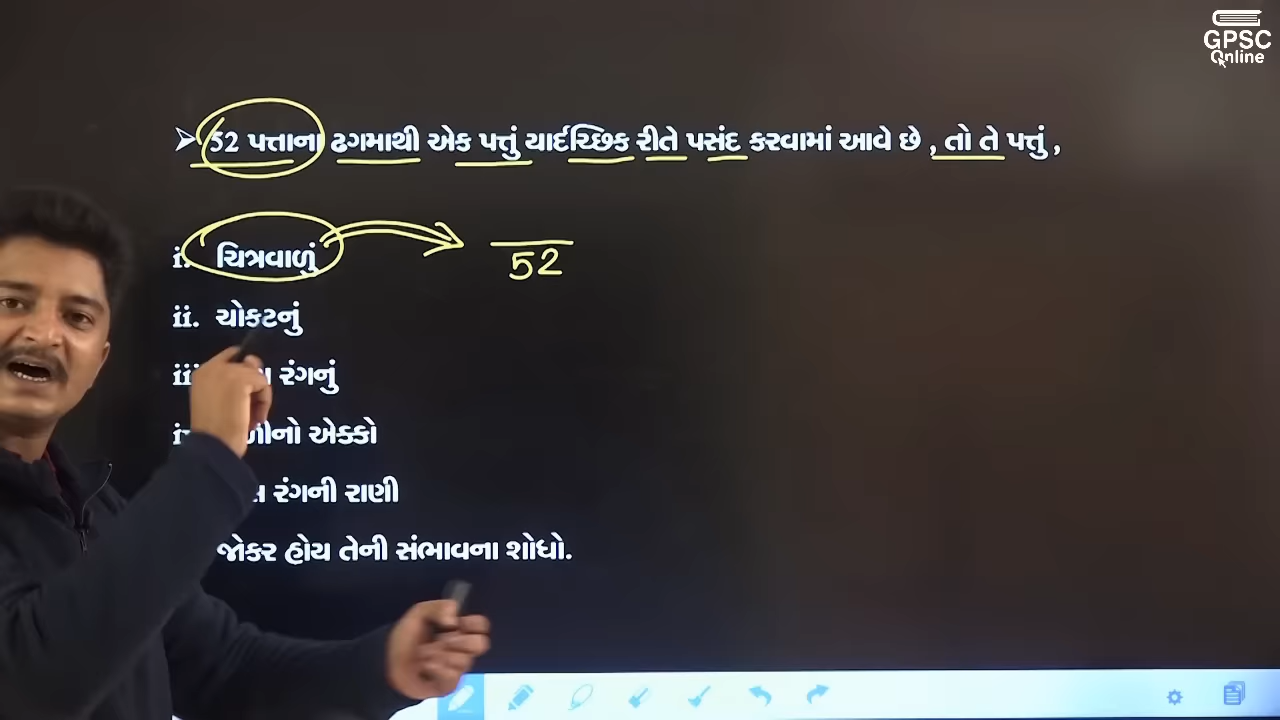 GPSC
Online
➢ 52 પત્તાના ઢગમાથી એક પત્તું યાર્દચ્છિક રીતે પસંદ કરવામાં આવે છે , તો તે પત્તું ,
i. ચિત્રવાળું
52
ii. ચોકટનું
રંગનું
એક્કો
રંગની રાણી
જોકર હોય તેની સંભાવના શોધો.